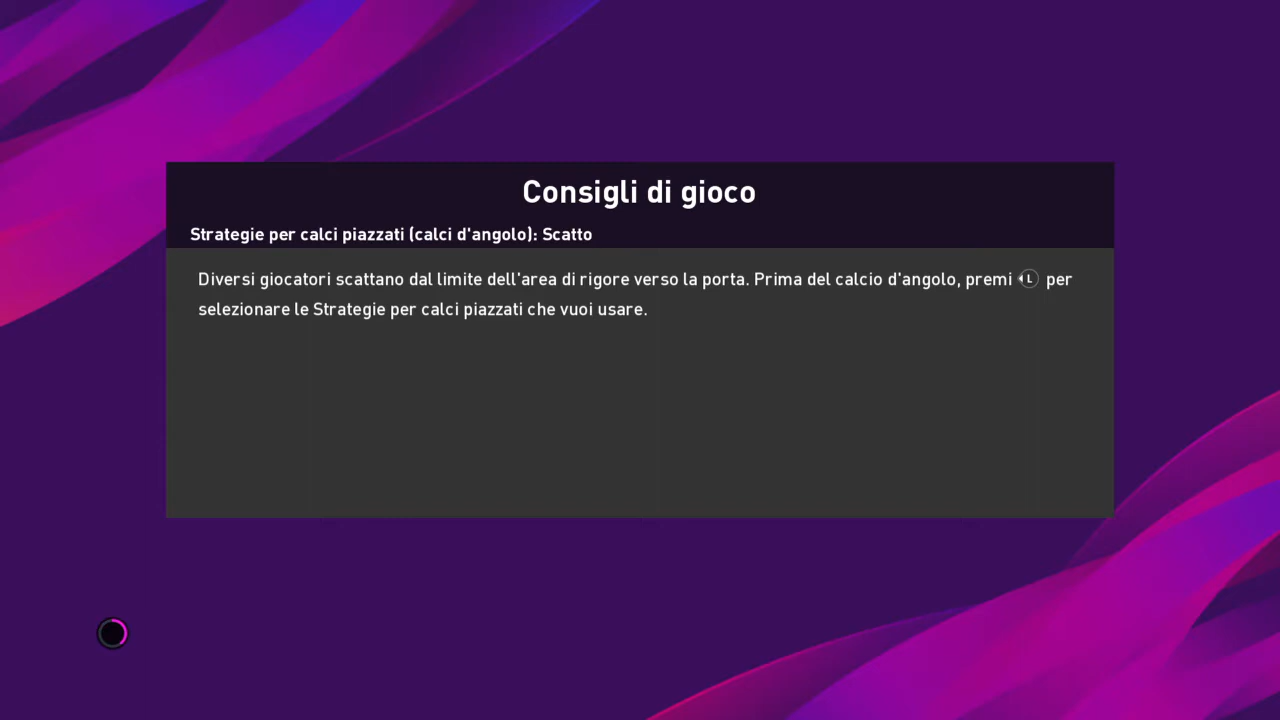 Consigli di gioco
Strategie per calci piazzati (calci d'angolo): Scatto
Diversi giocatori scattano dal limite dell'area di rigore verso la porta. Prima del calcio d'angolo, premi L per
selezionare le Strategie per calci piazzati che vuoi usare.